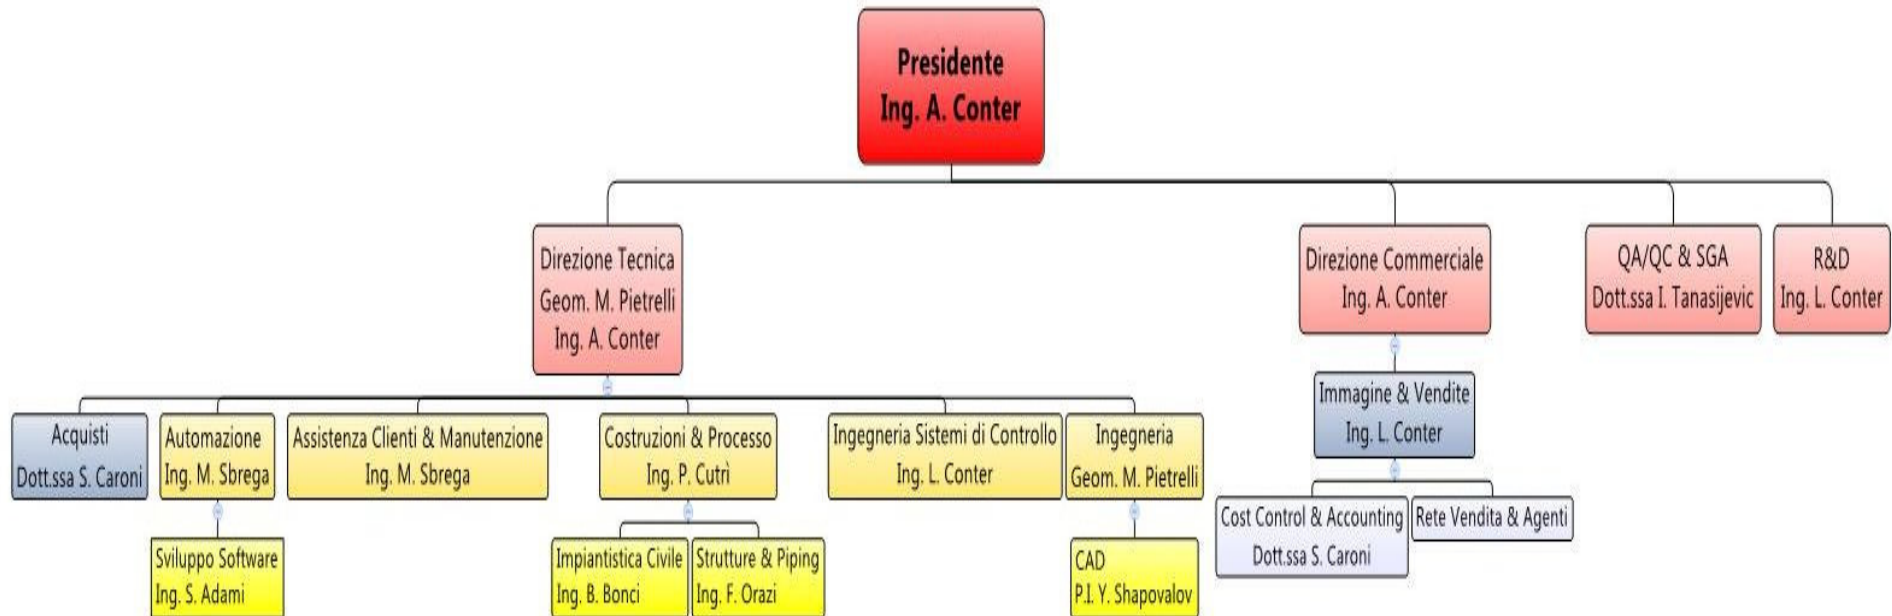 Presidente
Ing. A. Conter
Direzione Tecnica
Geom. M. Pietrelli
Ing. A. Conter
Direzione Commerciale
Ing. A. Conter
QA/QC & SGA
Dott.ssa I. Tanasijevic
R&D
Ing. L. Conter
Acquisti
Dott.ssa S. Caroni
Automazione
Ing. M. Sbrega
Assistenza Clienti & Manutenzione
Ing. M. Sbrega
Costruzioni & Processo
Ing. P. Cutrì
Ingegneria Sistemi di Controllo
Ing. L. Conter
Ingegneria
Geom. M. Pietrelli
Immagine & Vendite
Ing. L. Conter
Sviluppo Software
Ing. S. Adami
Impiantistica Civile
Ing. B. Bonci
Strutture & Piping
Ing. F. Orazi
CAD
P.I. Y. Shapovalov
Cost Control & Accounting
Dott.ssa S. Caroni
Rete Vendita & Agenti